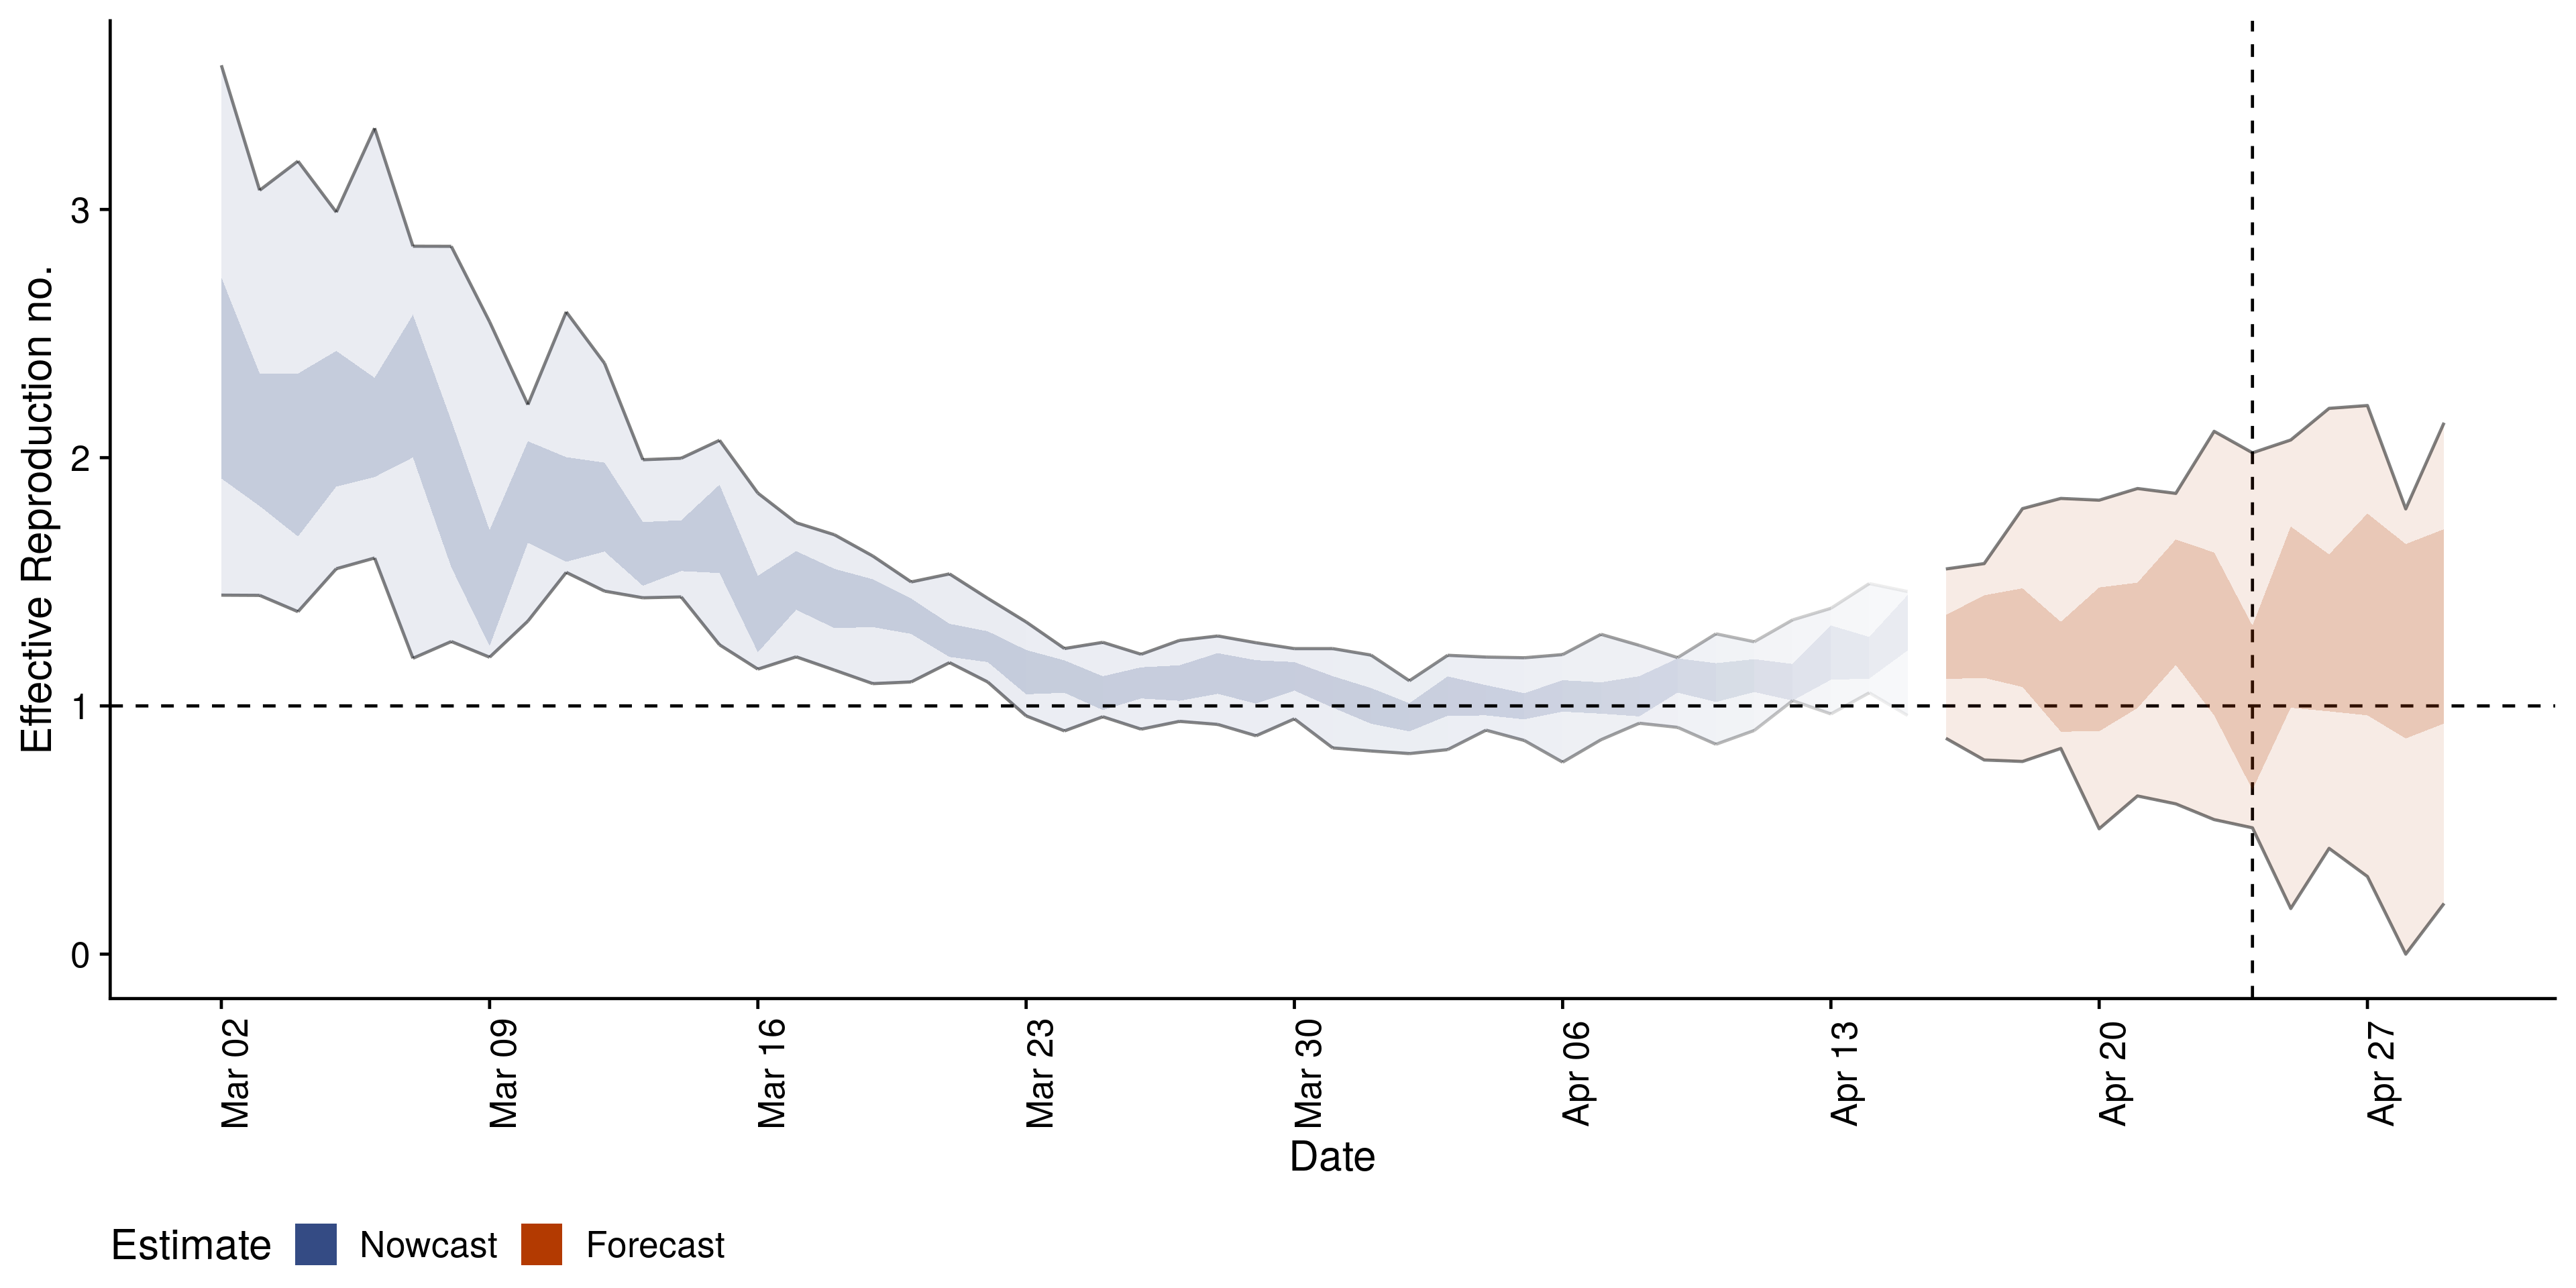 Effective Reproduction no.
3
2
1
0
Mar 02
Mar 09
Mar 16
Mar 23
Mar 30
Apr 06
Apr 13
Apr 20
Apr 27
Date
Estimate Nowcast Forecast